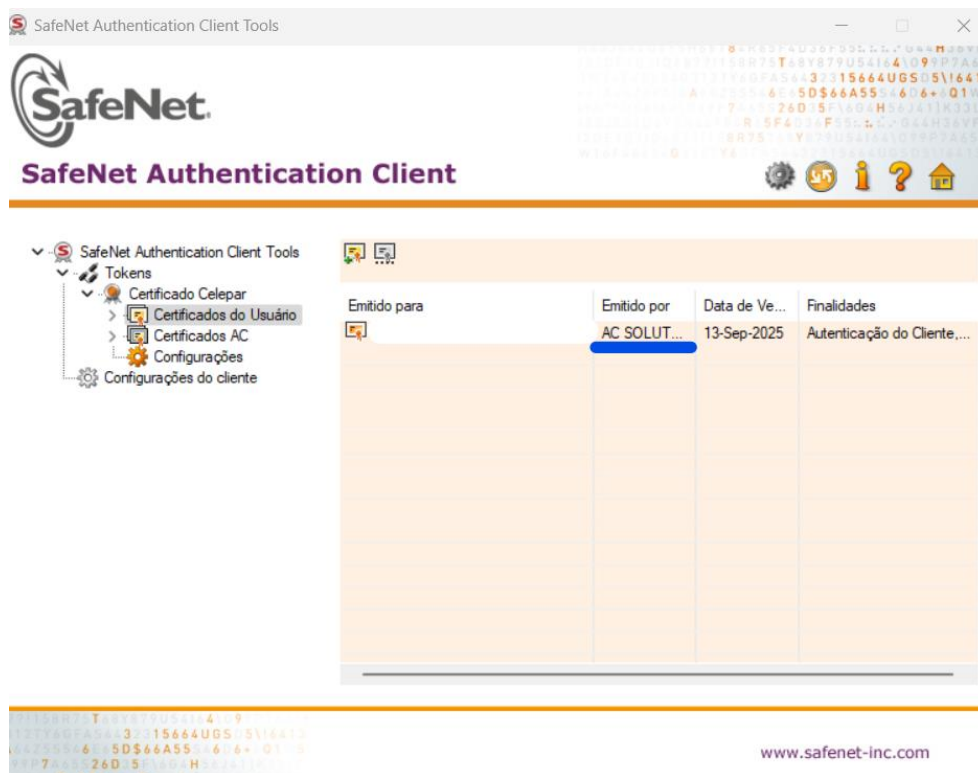 SafeNet Authentication Client Tools
SafeNet.
SafeNet Authentication Client
SafeNet Authentication Client Tools
Tokens
Certificado Celepar
Certificados do Usuário
Certificados AC
Configurações
Configurações do cliente
Emitido para Emitido por Data de Ve... Finalidades
AC SOLUT... 13-Sep-2025 Autenticação do Cliente,...
www.safenet-inc.com